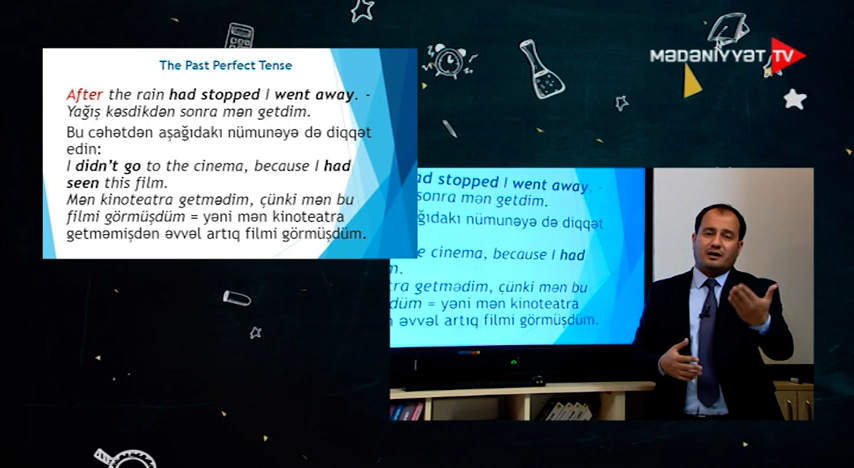 MƏDƏNİYYƏT TV
The Past Perfect Tense
After the rain had stopped I went away. -
Yağış kəsdikdən sonra mən getdim.
Bu cəhətdən aşağıdakı nümunəyə də diqqət
edin:
I didn't go to the cinema, because I had
seen this film.
Mən kinoteatra getmədim, çünki mən bu
filmi görmüşdüm = yəni mən kinoteatra
getməmişdən əvvəl artıq filmi görmüşdüm.
ad stopped I went away. -
sonra mən getdim.
ağıdakı nümunəyə də diqqət
e cinema, because I had
m.
tra getmədim, çünki mən bu
düm = yəni mən kinoteatra
n əvvəl artıq filmi görmüşdüm.